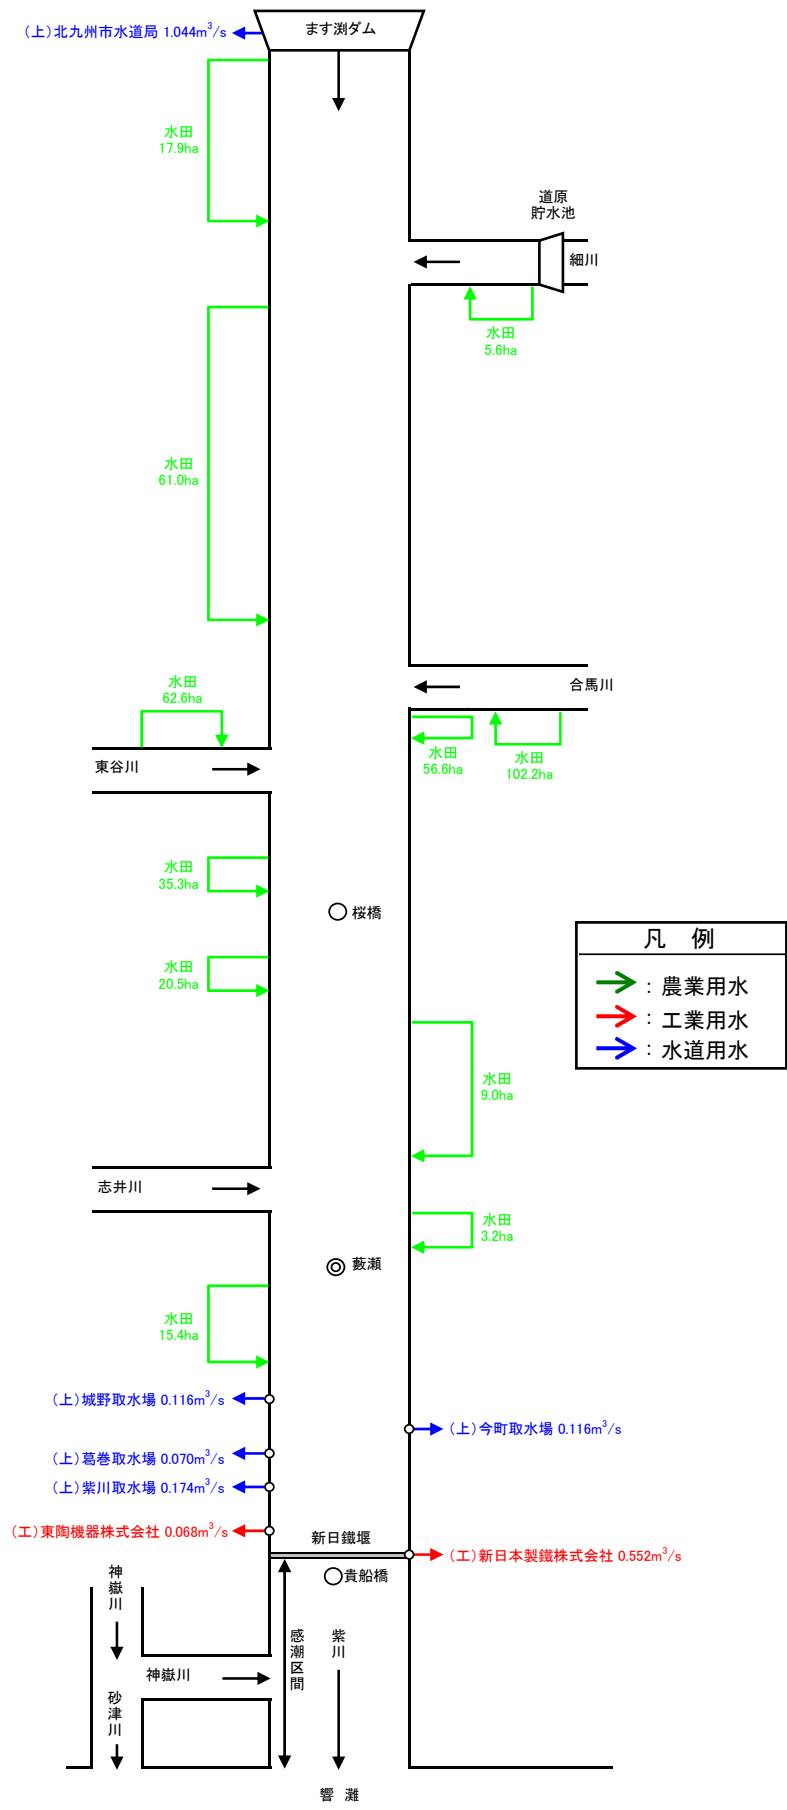 (上)北九州市水道局 1.044m³/s
ます渕ダム
水田
17.9ha
道原
貯水池
細川
水田
5.6ha
水田
61.0ha
水田
62.6ha
合馬川
東谷川
水田
56.6ha
水田
102.2ha
水田
35.3ha
桜橋
水田
20.5ha
凡 例
：農業用水
：工業用水
：水道用水
水田
9.0ha
志井川
水田
3.2ha
藪瀬
水田
15.4ha
(上)城野取水場 0.116m³/s
(上)今町取水場 0.116m³/s
(上)葛巻取水場 0.070m³/s
(上)紫川取水場 0.174m³/s
(工)東陶機器株式会社 0.068m³/s
新日鐵堰
(工)新日本製鐵株式会社 0.552m³/s
貴船橋
神嶽川
感潮区間
紫川
神嶽川
砂津川
響 灘